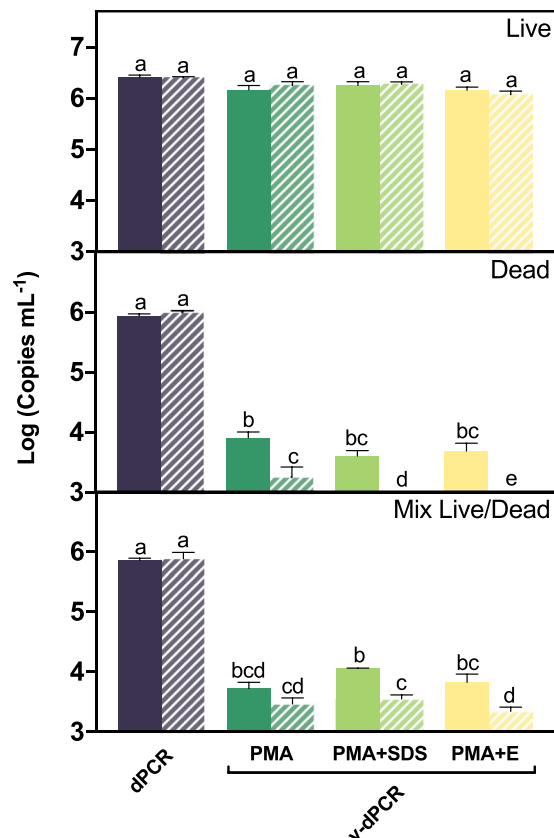 Live
7
6
5
4
3
a a a a a a a a
Dead
6
5
4
3
a a b c bc d bc e
Mix Live/Dead
6
5
4
3
a a bcd cd b c bc d
Log (Copies mL-1)
dPCR
PMA PMA+SDS PMA+E
v-dPCR